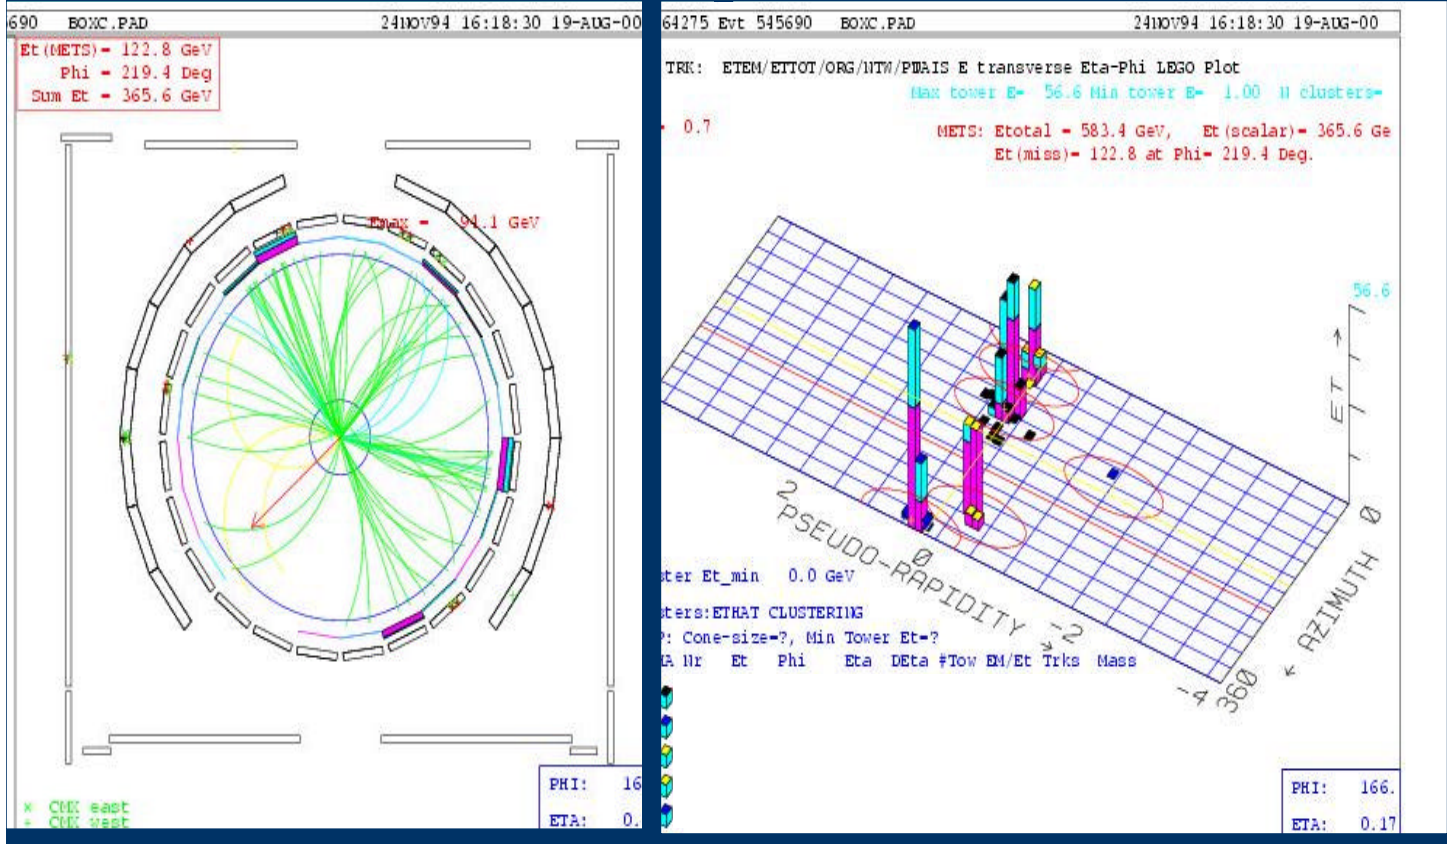 690 BOXC.PAD 24NOV94 16:18:30 19-AUG-00
Et(METS)= 122.8 GeV
Phi = 219.4 Deg
Sum Et = 365.6 GeV
Emax = 94.1 GeV
PHI: 16
ETA: 0.
× CMX east
+ CMX west
64275 Evt 545690 BOXC.PAD 24NOV94 16:18:30 19-AUG-00
TRK: E transverse Eta-Phi LEGO Plot
Max tower E= 56.6 Min tower E= 1.00 N clusters=
= 0.7
METS: Etotal = 583.4 GeV, Et(scalar)= 365.6 Ge
Et(miss)= 122.8 at Phi= 219.4 Deg.
56.6
ET →
2
PSEUDO-RAPIDITY →
0
-2
-4
← AZIMUTH
0
360
ster Et_min 0.0 GeV
sters:ETHAT CLUSTERING
P: Cone-size=?, Min Tower Et=?
Nr Et Phi Eta DEta #Tow EM/Et Trks Mass
PHI: 166.
ETA: 0.17